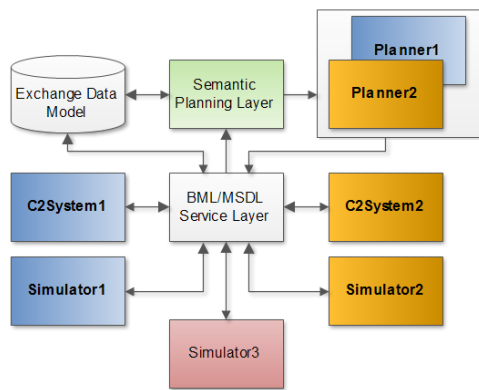 Planner1
Planner2
Exchange Data
Model
Semantic
Planning Layer
C2System1
BML/MSDL
Service Layer
C2System2
Simulator1
Simulator2
Simulator3